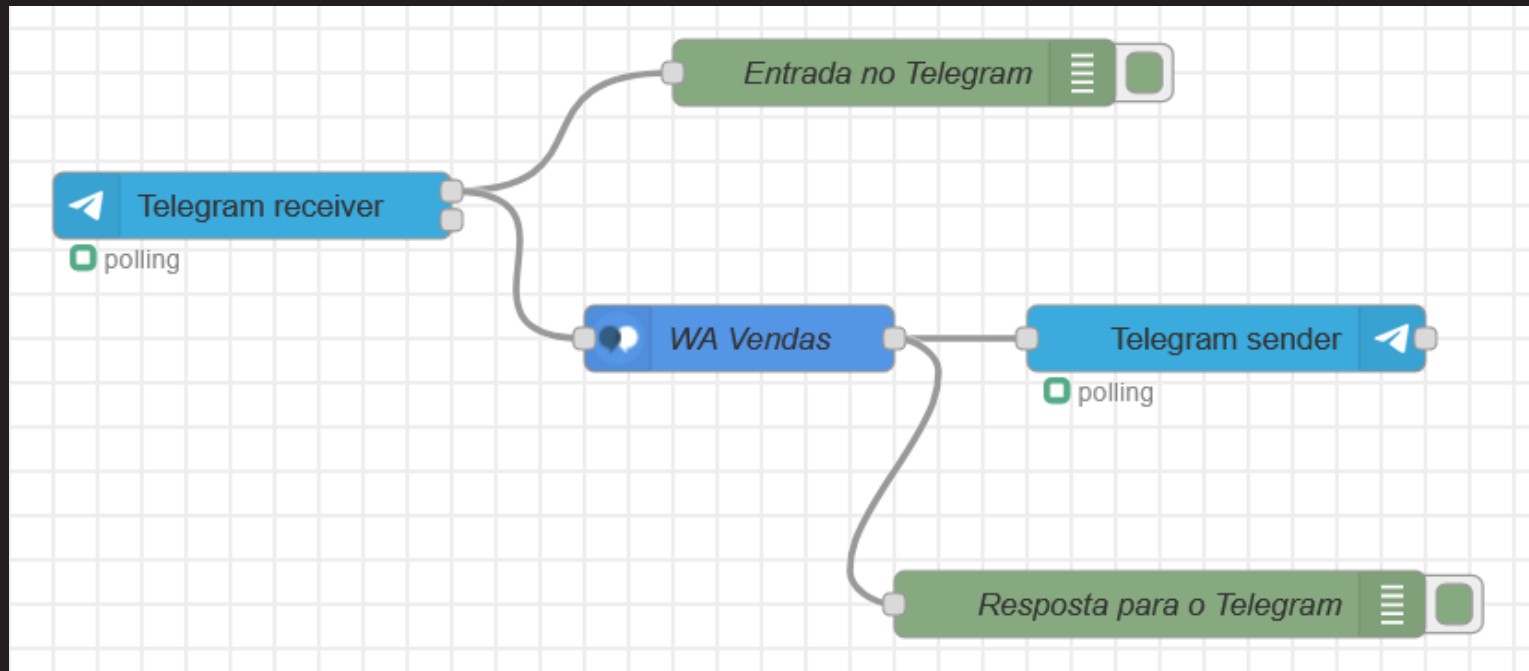 Entrada no Telegram
Telegram receiver
polling
WA Vendas
Telegram sender
polling
Resposta para o Telegram